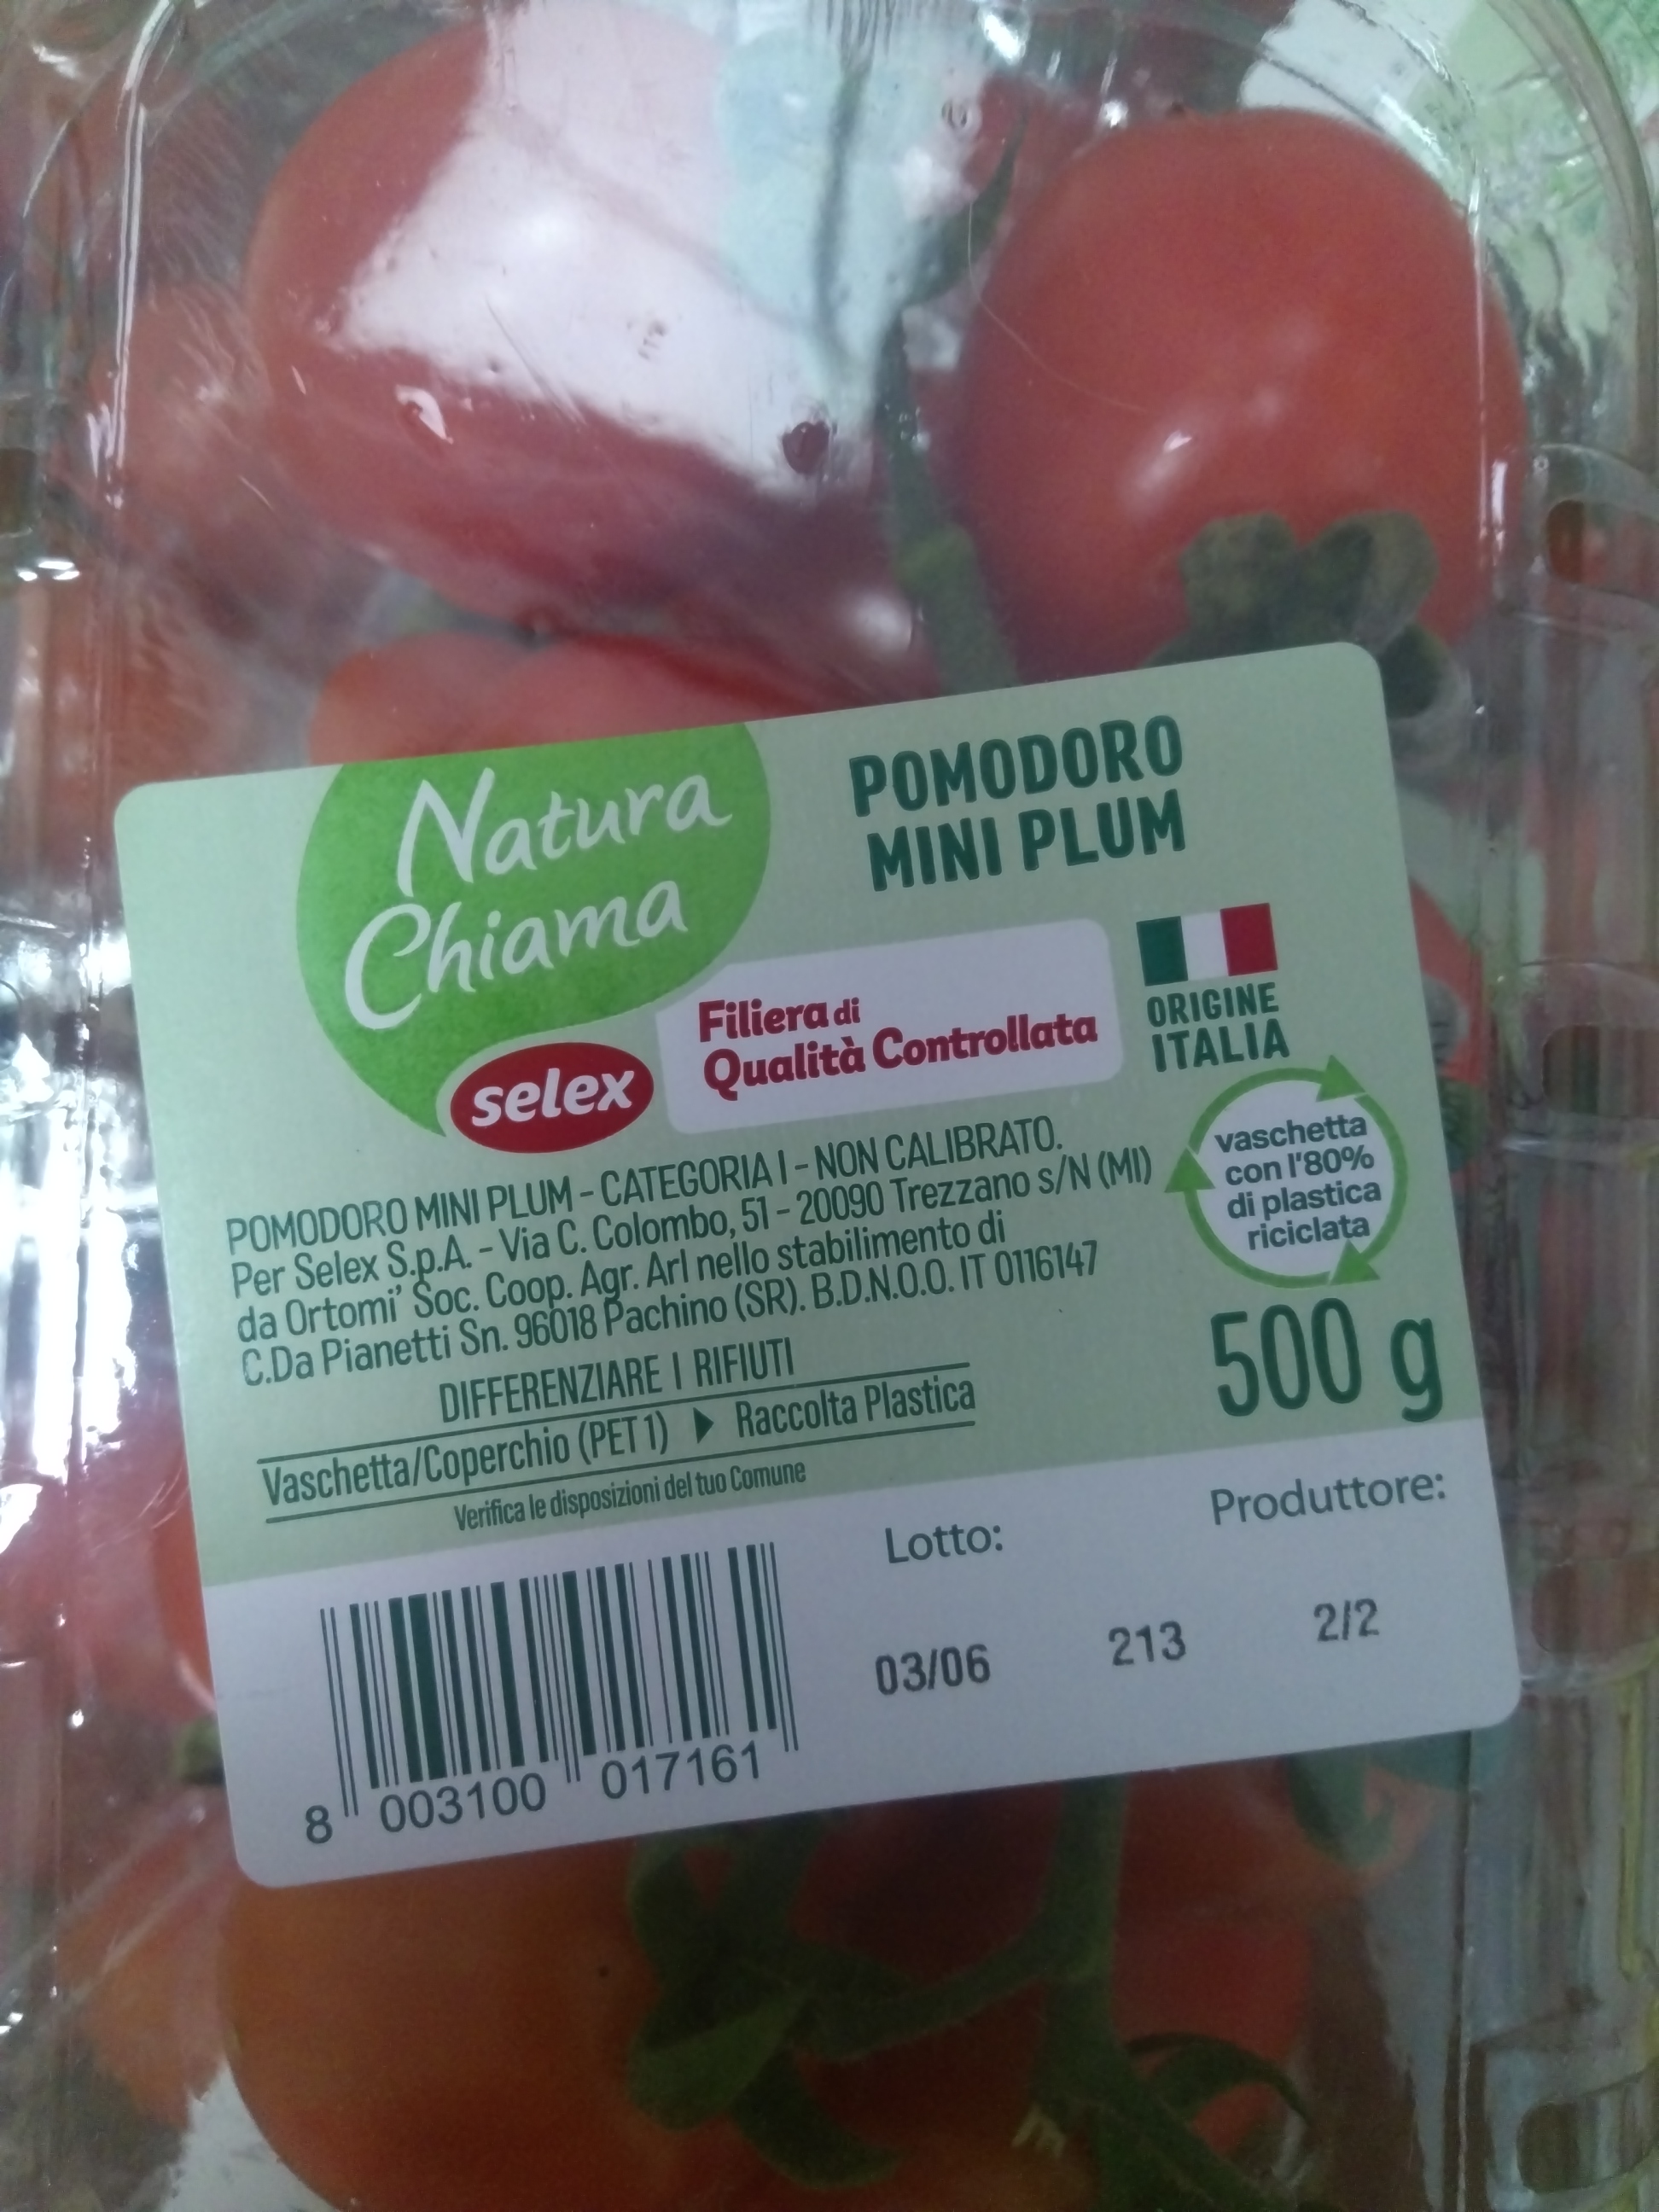 Natura
Chiama
selex
POMODORO
MINI PLUM
Filiera di
Qualità Controllata
ORIGINE
ITALIA
POMODORO MINI PLUM - CATEGORIA I - NON CALIBRATO.
Per Selex S.p.A. - Via C. Colombo, 51 - 20090 Trezzano s/N (MI)
da Ortomi' Soc. Coop. Agr. Arl nello stabilimento di
C.Da Pianetti Sn. 96018 Pachino (SR). B.D.N.O.O. IT 0116147
vaschetta
con l'80%
di plastica
riciclata
DIFFERENZIARE I RIFIUTI
Vaschetta/Coperchio (PET 1) ▶ Raccolta Plastica
Verifica le disposizioni del tuo Comune
500 g
Lotto:
Produttore:
03/06 213 2/2
8 003100 017161